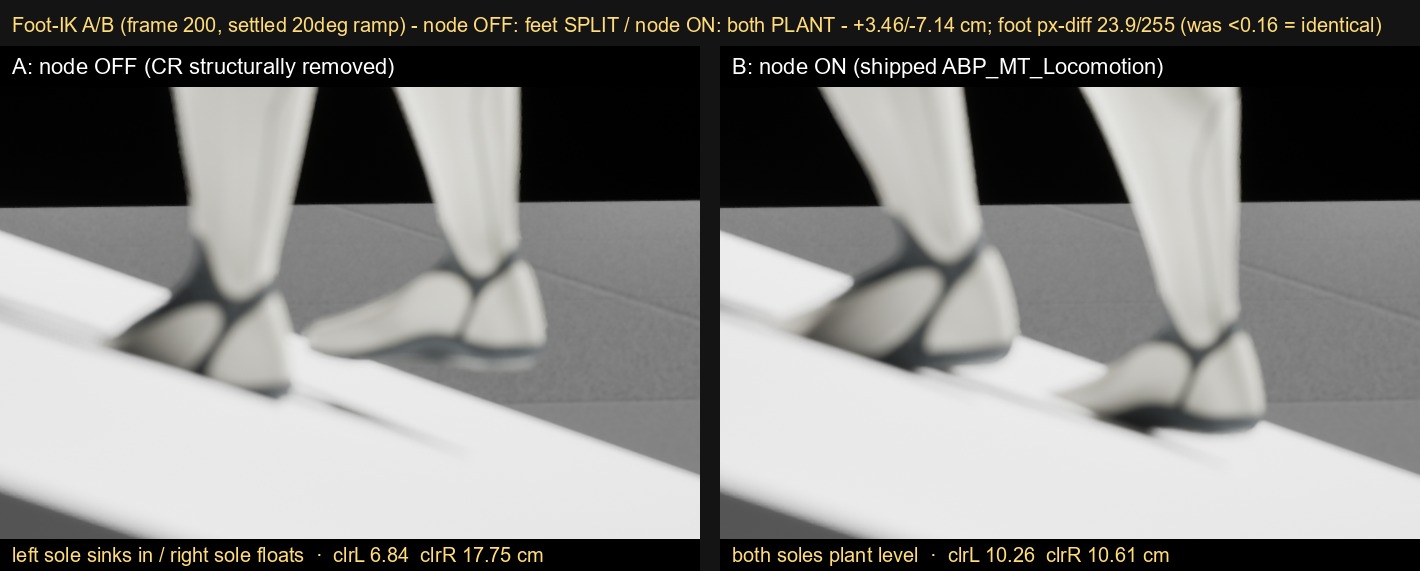 Foot-IK A/B (frame 200, settled 20deg ramp) - node OFF: feet SPLIT / node ON: both PLANT - +3.46/-7.14 cm; foot px-diff 23.9/255 (was <0.16 = identical)
A: node OFF (CR structurally removed)
B: node ON (shipped ABP_MT_Locomotion)
left sole sinks in / right sole floats · clrL 6.84 clrR 17.75 cm
both soles plant level · clrL 10.26 clrR 10.61 cm